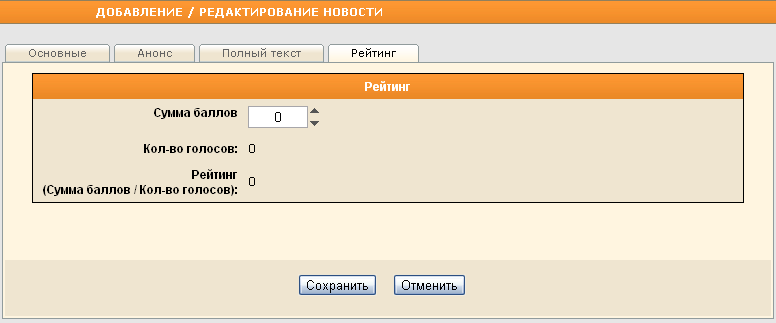 ДОБАВЛЕНИЕ / РЕДАКТИРОВАНИЕ НОВОСТИ
Основные Анонс Полный текст Рейтинг
Рейтинг
Сумма баллов 0
Кол-во голосов: 0
Рейтинг
(Сумма баллов / Кол-во голосов): 0
Сохранить Отменить